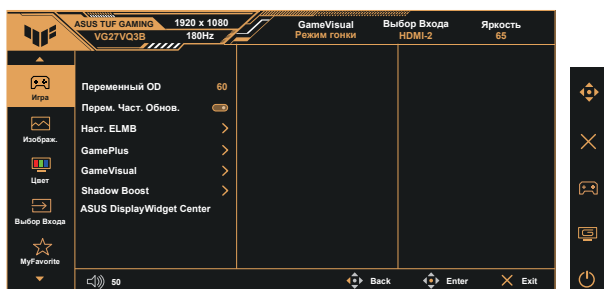 ASUS TUF GAMING 1920 x 1080 GameVisual Выбор Входа Яркость
VG27VQ3B 180Hz Режим гонки HDMI-2 65
Игра
Изображ.
Цвет
Выбор Входа
MyFavorite
Переменный OD 60
Перем. Част. Обнов.
Наст. ELMB
GamePlus
GameVisual
Shadow Boost
ASUS DisplayWidget Center
50 Back Enter Exit